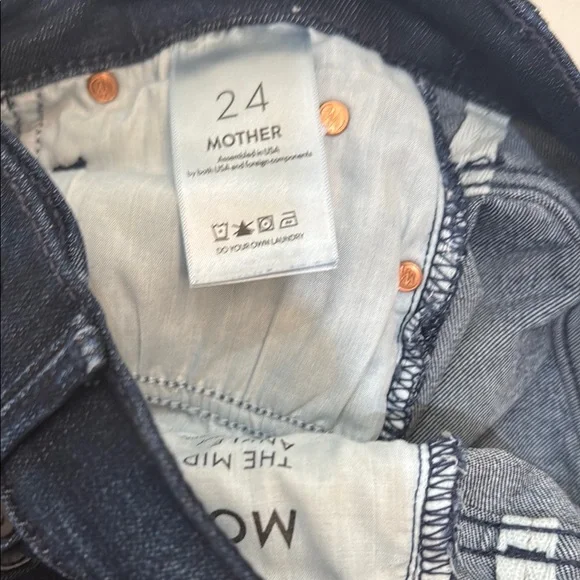 24
MOTHER
Assembled in USA
by both USA and foreign components
DO YOUR OWN LAUNDRY
THE MID
MO